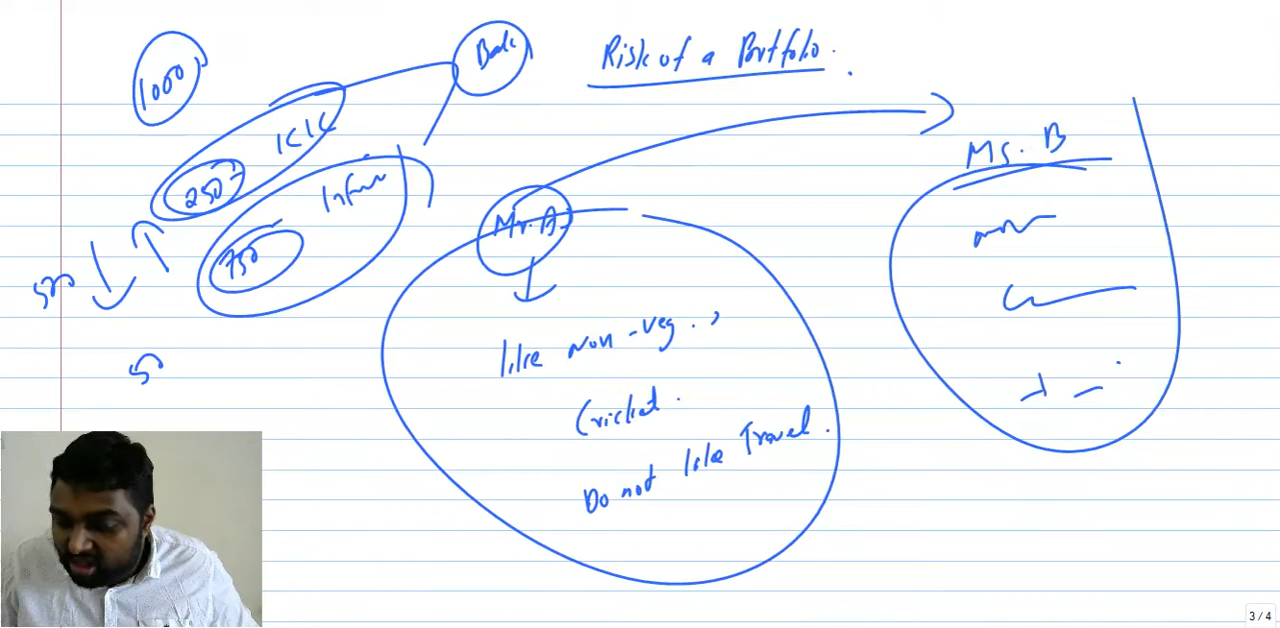 Risk of a Portfolio.
1000
Bank
ICICI
250
Infosys
750
500
50
Mr. A.
like Non-veg.,
Cricket.
Do not like Travel.
Ms. B
3 / 4